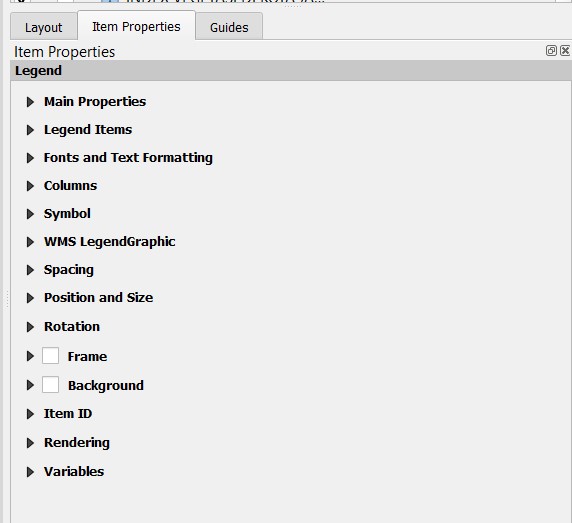 Layout
Item Properties
Guides
Item Properties
Legend
Main Properties
Legend Items
Fonts and Text Formatting
Columns
Symbol
WMS LegendGraphic
Spacing
Position and Size
Rotation
Frame
Background
Item ID
Rendering
Variables